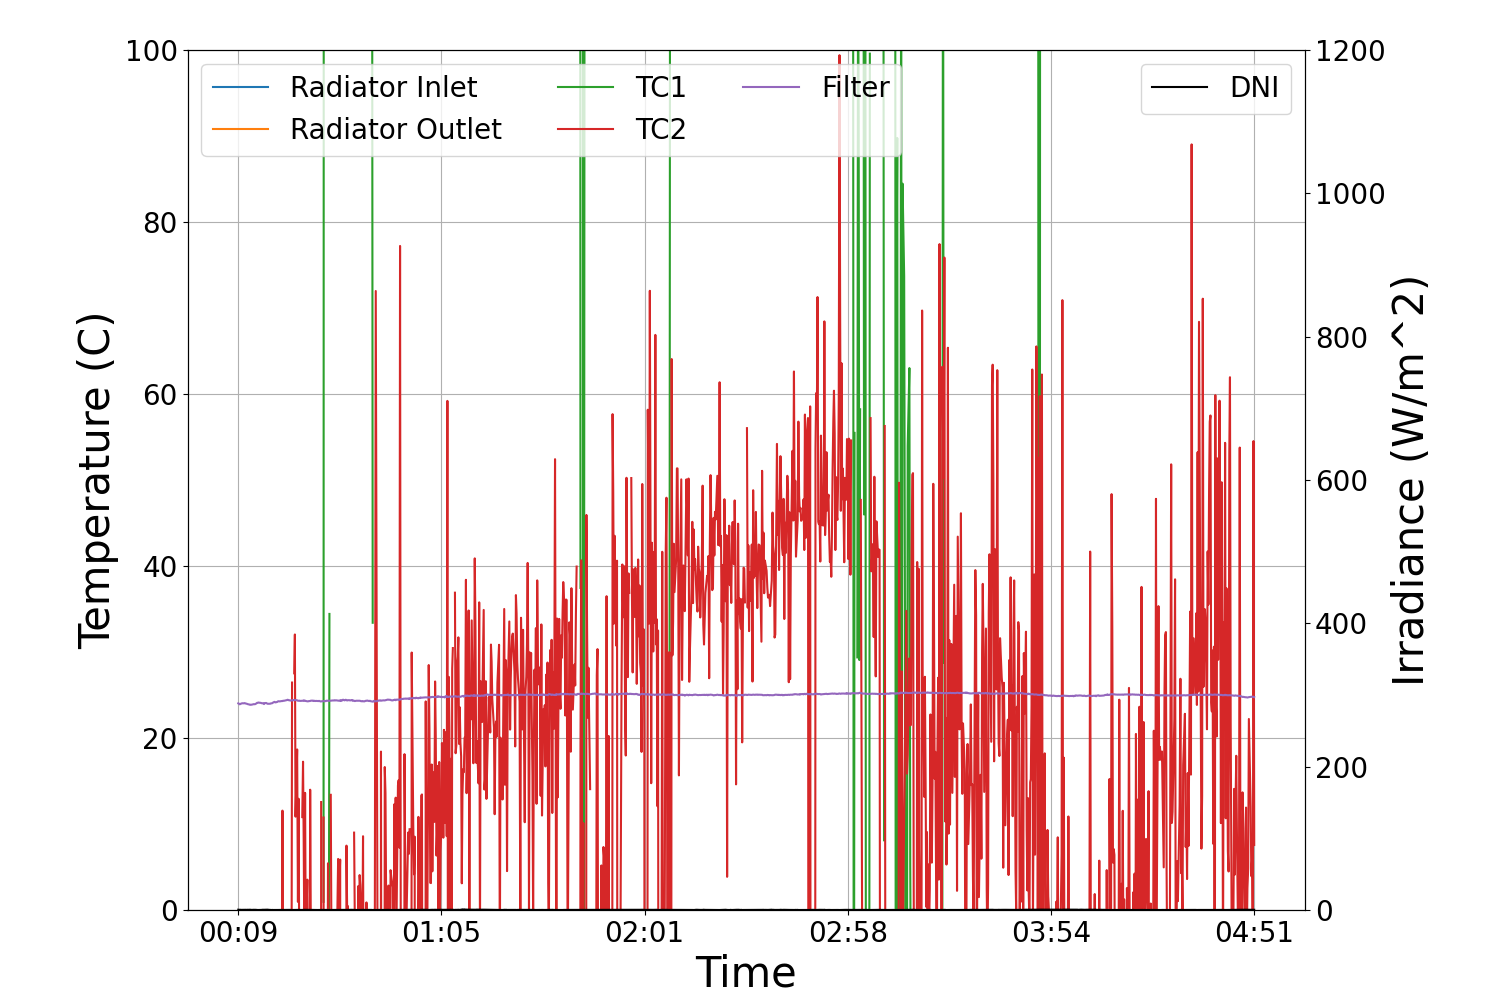 100
80
60
40
20
0
Temperature (C)
Radiator Inlet
Radiator Outlet
TC1
TC2
Filter
DNI
1200
1000
800
600
400
200
0
Irradiance (W/m^2)
00:09 01:05 02:01 02:58 03:54 04:51
Time